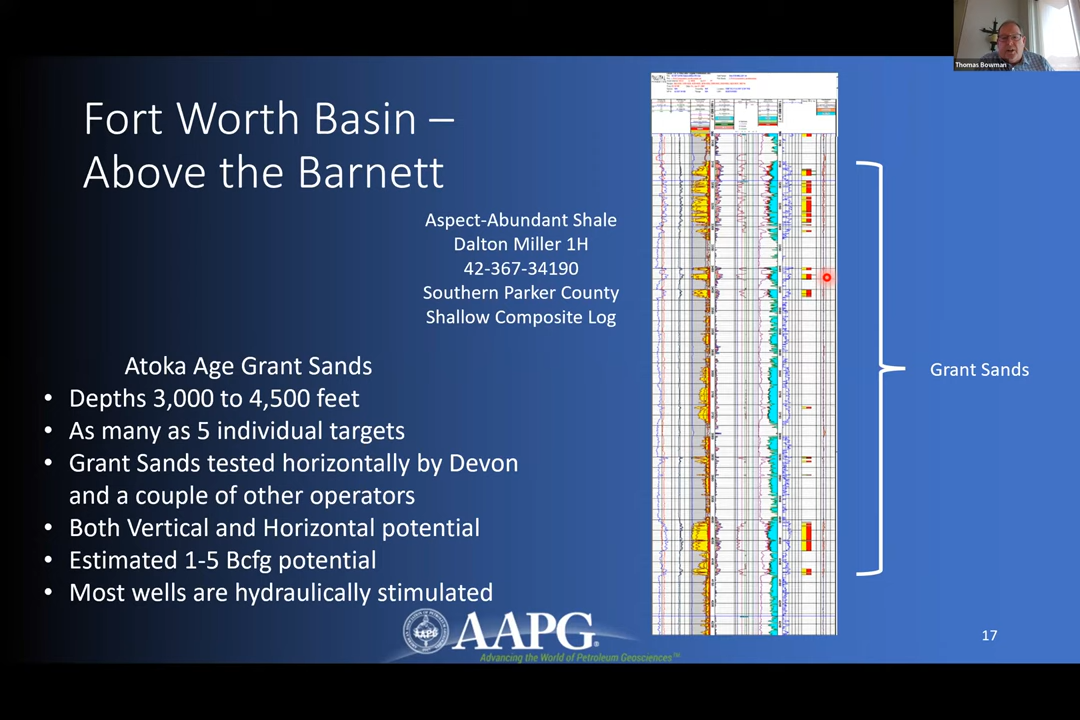 Thomas Bowman
Fort Worth Basin –
Above the Barnett
Aspect-Abundant Shale
Dalton Miller 1H
42-367-34190
Southern Parker County
Shallow Composite Log
Atoka Age Grant Sands
• Depths 3,000 to 4,500 feet
• As many as 5 individual targets
• Grant Sands tested horizontally by Devon
and a couple of other operators
• Both Vertical and Horizontal potential
• Estimated 1-5 Bcfg potential
• Most wells are hydraulically stimulated
Grant Sands
AAPG
Advancing the World of Petroleum Geosciences™
17